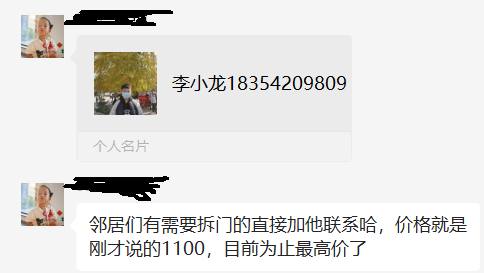 李小龙18354209809
个人名片
邻居们有需要拆门的直接加他联系哈，价格就是
刚才说的1100，目前为止最高价了